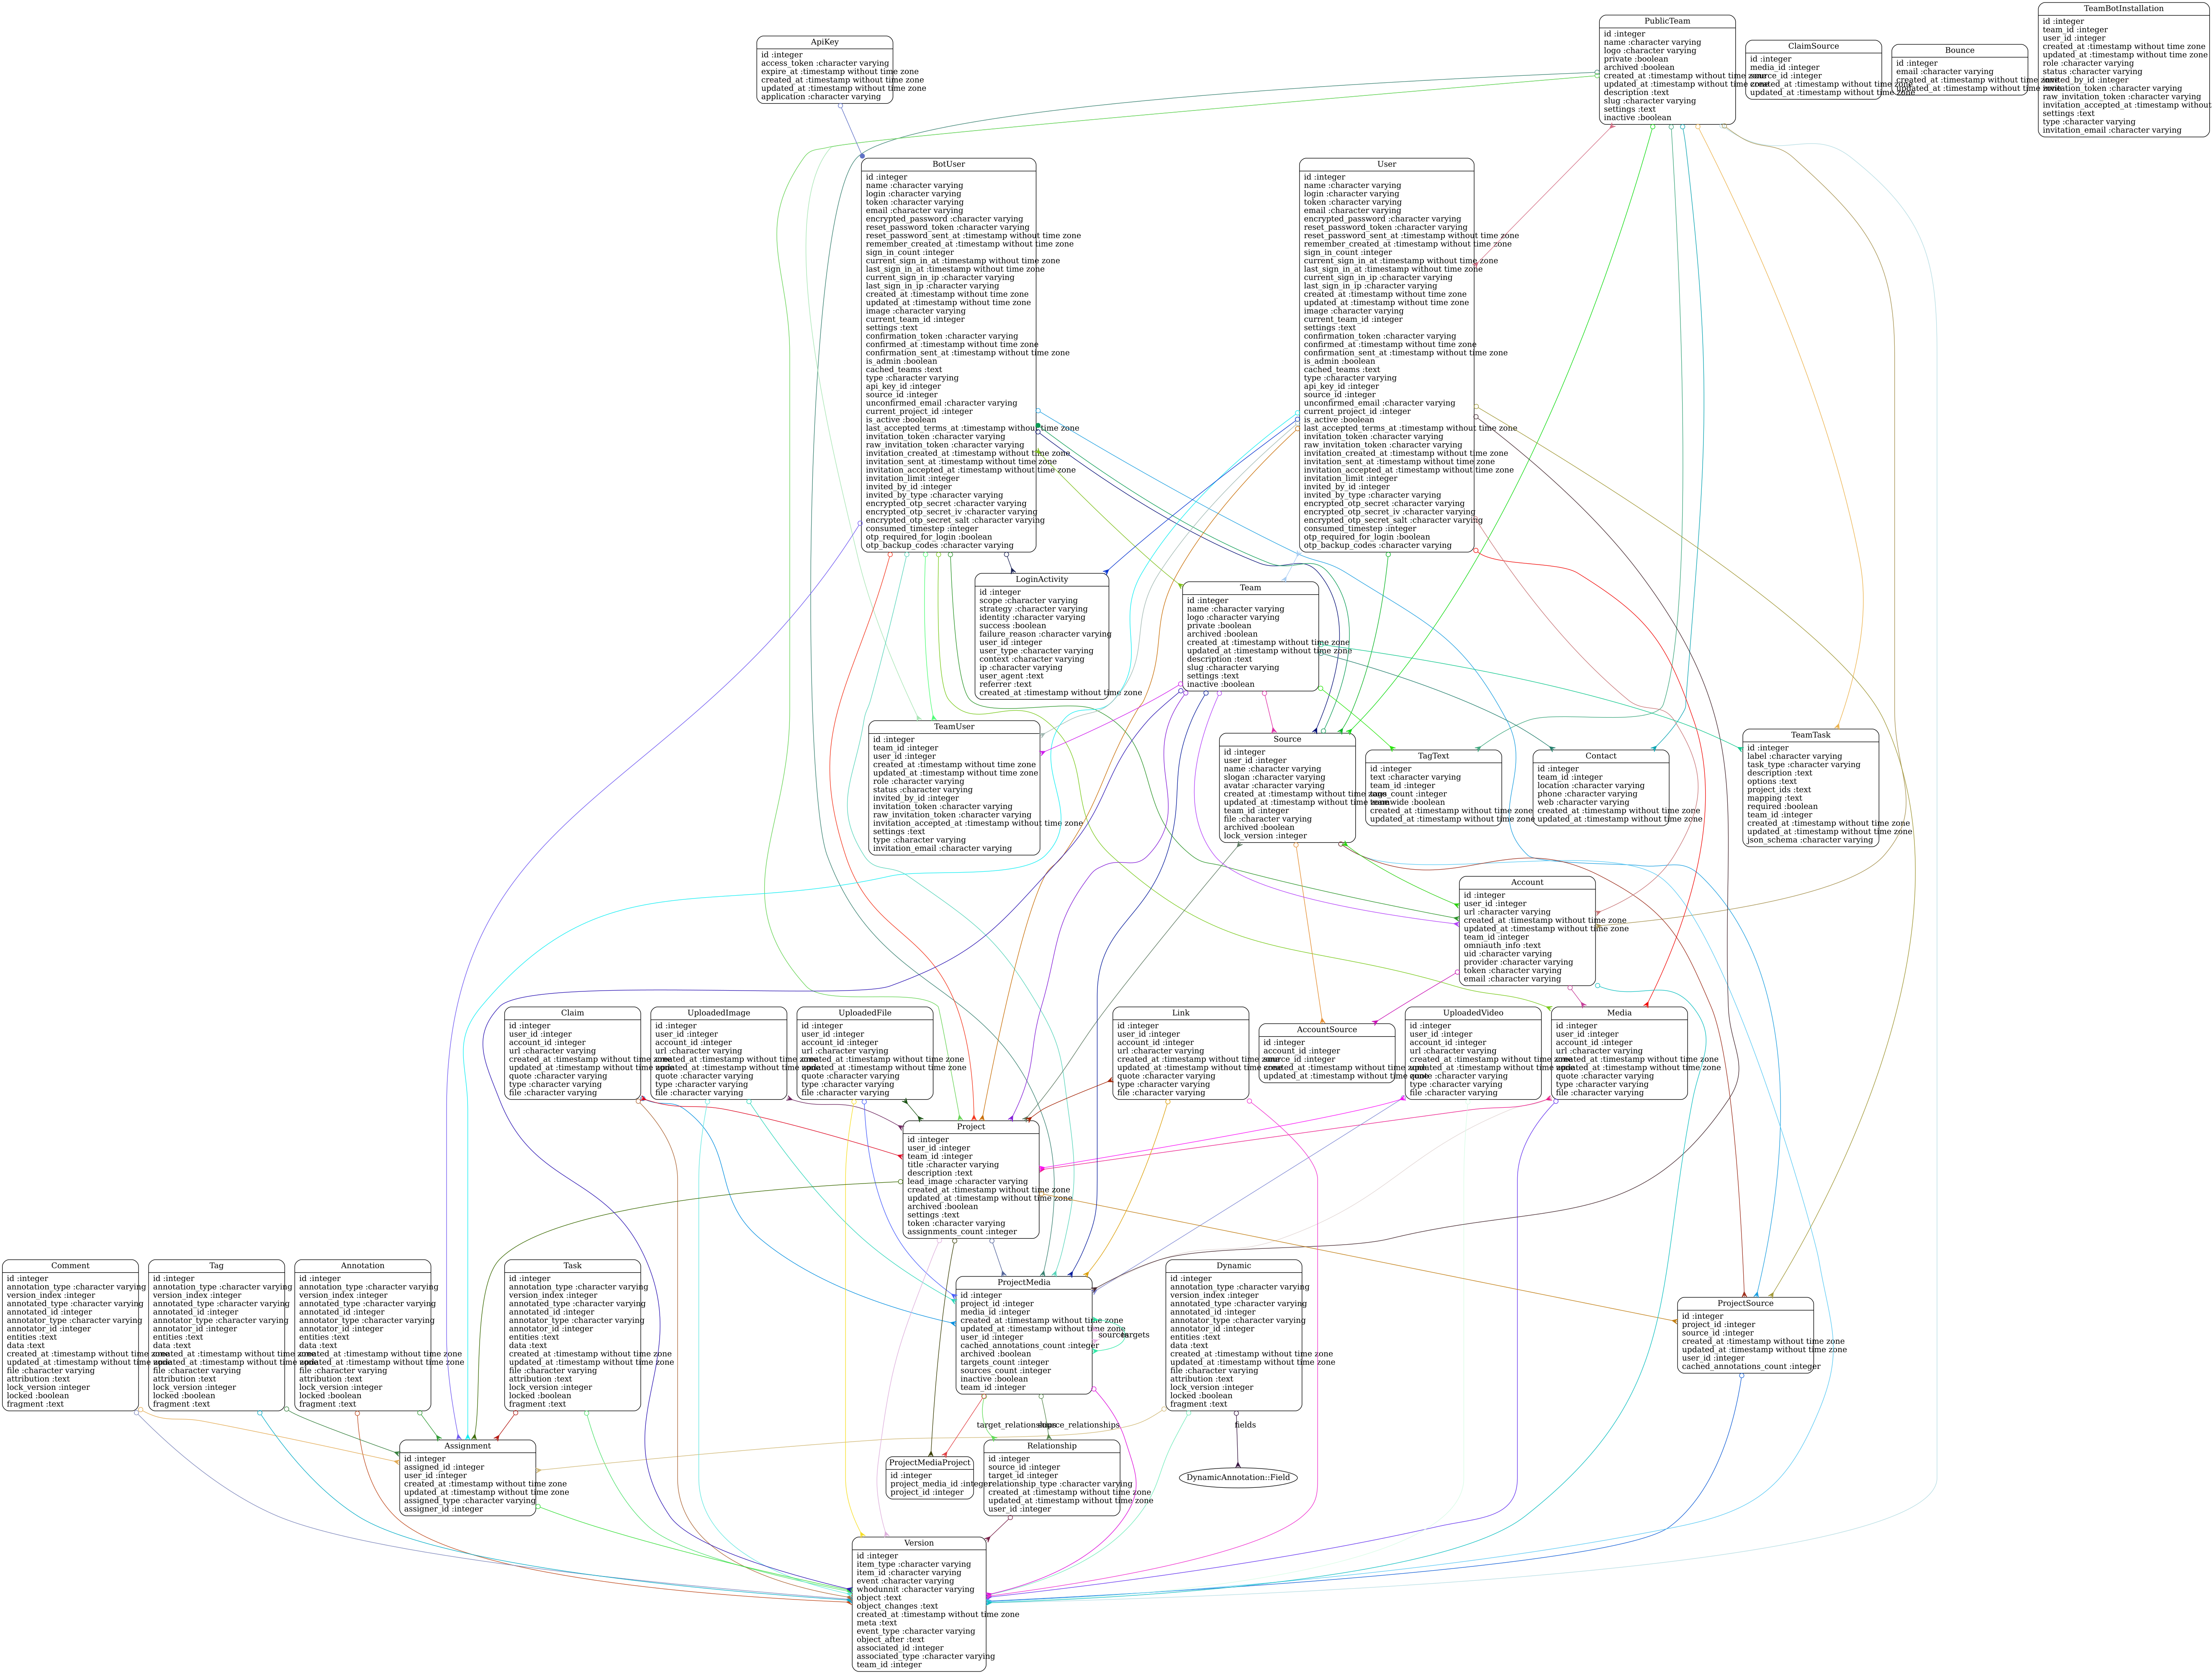 ApiKey
id :integer
access_token :character varying
expire_at :timestamp without time zone
created_at :timestamp without time zone
updated_at :timestamp without time zone
application :character varying
PublicTeam
id :integer
name :character varying
logo :character varying
private :boolean
archived :boolean
created_at :timestamp without time zone
updated_at :timestamp without time zone
description :text
slug :character varying
settings :text
inactive :boolean
ClaimSource
id :integer
media_id :integer
source_id :integer
created_at :timestamp without time zone
updated_at :timestamp without time zone
Bounce
id :integer
email :character varying
created_at :timestamp without time zone
updated_at :timestamp without time zone
TeamBotInstallation
id :integer
team_id :integer
user_id :integer
created_at :timestamp without time zone
updated_at :timestamp without time zone
role :character varying
status :character varying
invited_by_id :integer
invitation_token :character varying
raw_invitation_token :character varying
invitation_accepted_at :timestamp without
settings :text
type :character varying
invitation_email :character varying
BotUser
id :integer
name :character varying
login :character varying
token :character varying
email :character varying
encrypted_password :character varying
reset_password_token :character varying
reset_password_sent_at :timestamp without time zone
remember_created_at :timestamp without time zone
sign_in_count :integer
current_sign_in_at :timestamp without time zone
last_sign_in_at :timestamp without time zone
current_sign_in_ip :character varying
last_sign_in_ip :character varying
created_at :timestamp without time zone
updated_at :timestamp without time zone
image :character varying
current_team_id :integer
settings :text
confirmation_token :character varying
confirmed_at :timestamp without time zone
confirmation_sent_at :timestamp without time zone
is_admin :boolean
cached_teams :text
type :character varying
api_key_id :integer
source_id :integer
unconfirmed_email :character varying
current_project_id :integer
is_active :boolean
last_accepted_terms_at :timestamp without time zone
invitation_token :character varying
raw_invitation_token :character varying
invitation_created_at :timestamp without time zone
invitation_sent_at :timestamp without time zone
invitation_accepted_at :timestamp without time zone
invitation_limit :integer
invited_by_id :integer
invited_by_type :character varying
encrypted_otp_secret :character varying
encrypted_otp_secret_iv :character varying
encrypted_otp_secret_salt :character varying
consumed_timestep :integer
otp_required_for_login :boolean
otp_backup_codes :character varying
User
id :integer
name :character varying
login :character varying
token :character varying
email :character varying
encrypted_password :character varying
reset_password_token :character varying
reset_password_sent_at :timestamp without time zone
remember_created_at :timestamp without time zone
sign_in_count :integer
current_sign_in_at :timestamp without time zone
last_sign_in_at :timestamp without time zone
current_sign_in_ip :character varying
last_sign_in_ip :character varying
created_at :timestamp without time zone
updated_at :timestamp without time zone
image :character varying
current_team_id :integer
settings :text
confirmation_token :character varying
confirmed_at :timestamp without time zone
confirmation_sent_at :timestamp without time zone
is_admin :boolean
cached_teams :text
type :character varying
api_key_id :integer
source_id :integer
unconfirmed_email :character varying
current_project_id :integer
is_active :boolean
last_accepted_terms_at :timestamp without time zone
invitation_token :character varying
raw_invitation_token :character varying
invitation_created_at :timestamp without time zone
invitation_sent_at :timestamp without time zone
invitation_accepted_at :timestamp without time zone
invitation_limit :integer
invited_by_id :integer
invited_by_type :character varying
encrypted_otp_secret :character varying
encrypted_otp_secret_iv :character varying
encrypted_otp_secret_salt :character varying
consumed_timestep :integer
otp_required_for_login :boolean
otp_backup_codes :character varying
LoginActivity
id :integer
scope :character varying
strategy :character varying
identity :character varying
success :boolean
failure_reason :character varying
user_id :integer
user_type :character varying
context :character varying
ip :character varying
user_agent :text
referrer :text
created_at :timestamp without time zone
Team
id :integer
name :character varying
logo :character varying
private :boolean
archived :boolean
created_at :timestamp without time zone
updated_at :timestamp without time zone
description :text
slug :character varying
settings :text
inactive :boolean
TeamUser
id :integer
team_id :integer
user_id :integer
created_at :timestamp without time zone
updated_at :timestamp without time zone
role :character varying
status :character varying
invited_by_id :integer
invitation_token :character varying
raw_invitation_token :character varying
invitation_accepted_at :timestamp without time zone
settings :text
type :character varying
invitation_email :character varying
Source
id :integer
user_id :integer
name :character varying
slogan :character varying
avatar :character varying
created_at :timestamp without time zone
updated_at :timestamp without time zone
team_id :integer
file :character varying
archived :boolean
lock_version :integer
TagText
id :integer
text :character varying
team_id :integer
tags_count :integer
teamwide :boolean
created_at :timestamp without time zone
updated_at :timestamp without time zone
Contact
id :integer
team_id :integer
location :character varying
phone :character varying
web :character varying
created_at :timestamp without time zone
updated_at :timestamp without time zone
TeamTask
id :integer
label :character varying
task_type :character varying
description :text
options :text
project_ids :text
mapping :text
required :boolean
team_id :integer
created_at :timestamp without time zone
updated_at :timestamp without time zone
json_schema :character varying
Account
id :integer
user_id :integer
url :character varying
created_at :timestamp without time zone
updated_at :timestamp without time zone
team_id :integer
omniauth_info :text
uid :character varying
provider :character varying
token :character varying
email :character varying
Claim
id :integer
user_id :integer
account_id :integer
url :character varying
created_at :timestamp without time zone
updated_at :timestamp without time zone
quote :character varying
type :character varying
file :character varying
UploadedImage
id :integer
user_id :integer
account_id :integer
url :character varying
created_at :timestamp without time zone
updated_at :timestamp without time zone
quote :character varying
type :character varying
file :character varying
UploadedFile
id :integer
user_id :integer
account_id :integer
url :character varying
created_at :timestamp without time zone
updated_at :timestamp without time zone
quote :character varying
type :character varying
file :character varying
Link
id :integer
user_id :integer
account_id :integer
url :character varying
created_at :timestamp without time zone
updated_at :timestamp without time zone
quote :character varying
type :character varying
file :character varying
AccountSource
id :integer
account_id :integer
source_id :integer
created_at :timestamp without time zone
updated_at :timestamp without time zone
UploadedVideo
id :integer
user_id :integer
account_id :integer
url :character varying
created_at :timestamp without time zone
updated_at :timestamp without time zone
quote :character varying
type :character varying
file :character varying
Media
id :integer
user_id :integer
account_id :integer
url :character varying
created_at :timestamp without time zone
updated_at :timestamp without time zone
quote :character varying
type :character varying
file :character varying
Project
id :integer
user_id :integer
team_id :integer
title :character varying
description :text
lead_image :character varying
created_at :timestamp without time zone
updated_at :timestamp without time zone
archived :boolean
settings :text
token :character varying
assignments_count :integer
Comment
id :integer
annotation_type :character varying
version_index :integer
annotated_type :character varying
annotated_id :integer
annotator_type :character varying
annotator_id :integer
entities :text
data :text
created_at :timestamp without time zone
updated_at :timestamp without time zone
file :character varying
attribution :text
lock_version :integer
locked :boolean
fragment :text
Tag
id :integer
annotation_type :character varying
version_index :integer
annotated_type :character varying
annotated_id :integer
annotator_type :character varying
annotator_id :integer
entities :text
data :text
created_at :timestamp without time zone
updated_at :timestamp without time zone
file :character varying
attribution :text
lock_version :integer
locked :boolean
fragment :text
Annotation
id :integer
annotation_type :character varying
version_index :integer
annotated_type :character varying
annotated_id :integer
annotator_type :character varying
annotator_id :integer
entities :text
data :text
created_at :timestamp without time zone
updated_at :timestamp without time zone
file :character varying
attribution :text
lock_version :integer
locked :boolean
fragment :text
Task
id :integer
annotation_type :character varying
version_index :integer
annotated_type :character varying
annotated_id :integer
annotator_type :character varying
annotator_id :integer
entities :text
data :text
created_at :timestamp without time zone
updated_at :timestamp without time zone
file :character varying
attribution :text
lock_version :integer
locked :boolean
fragment :text
ProjectMedia
id :integer
project_id :integer
media_id :integer
created_at :timestamp without time zone
updated_at :timestamp without time zone
user_id :integer
cached_annotations_count :integer
archived :boolean
targets_count :integer
sources_count :integer
inactive :boolean
team_id :integer
sources
targets
Dynamic
id :integer
annotation_type :character varying
version_index :integer
annotated_type :character varying
annotated_id :integer
annotator_type :character varying
annotator_id :integer
entities :text
data :text
created_at :timestamp without time zone
updated_at :timestamp without time zone
file :character varying
attribution :text
lock_version :integer
locked :boolean
fragment :text
ProjectSource
id :integer
project_id :integer
source_id :integer
created_at :timestamp without time zone
updated_at :timestamp without time zone
user_id :integer
cached_annotations_count :integer
target_relationships
source_relationships
fields
Assignment
id :integer
assigned_id :integer
user_id :integer
created_at :timestamp without time zone
updated_at :timestamp without time zone
assigned_type :character varying
assigner_id :integer
ProjectMediaProject
id :integer
project_media_id :integer
project_id :integer
Relationship
id :integer
source_id :integer
target_id :integer
relationship_type :character varying
created_at :timestamp without time zone
updated_at :timestamp without time zone
user_id :integer
DynamicAnnotation::Field
Version
id :integer
item_type :character varying
item_id :character varying
event :character varying
whodunnit :character varying
object :text
object_changes :text
created_at :timestamp without time zone
meta :text
event_type :character varying
object_after :text
associated_id :integer
associated_type :character varying
team_id :integer